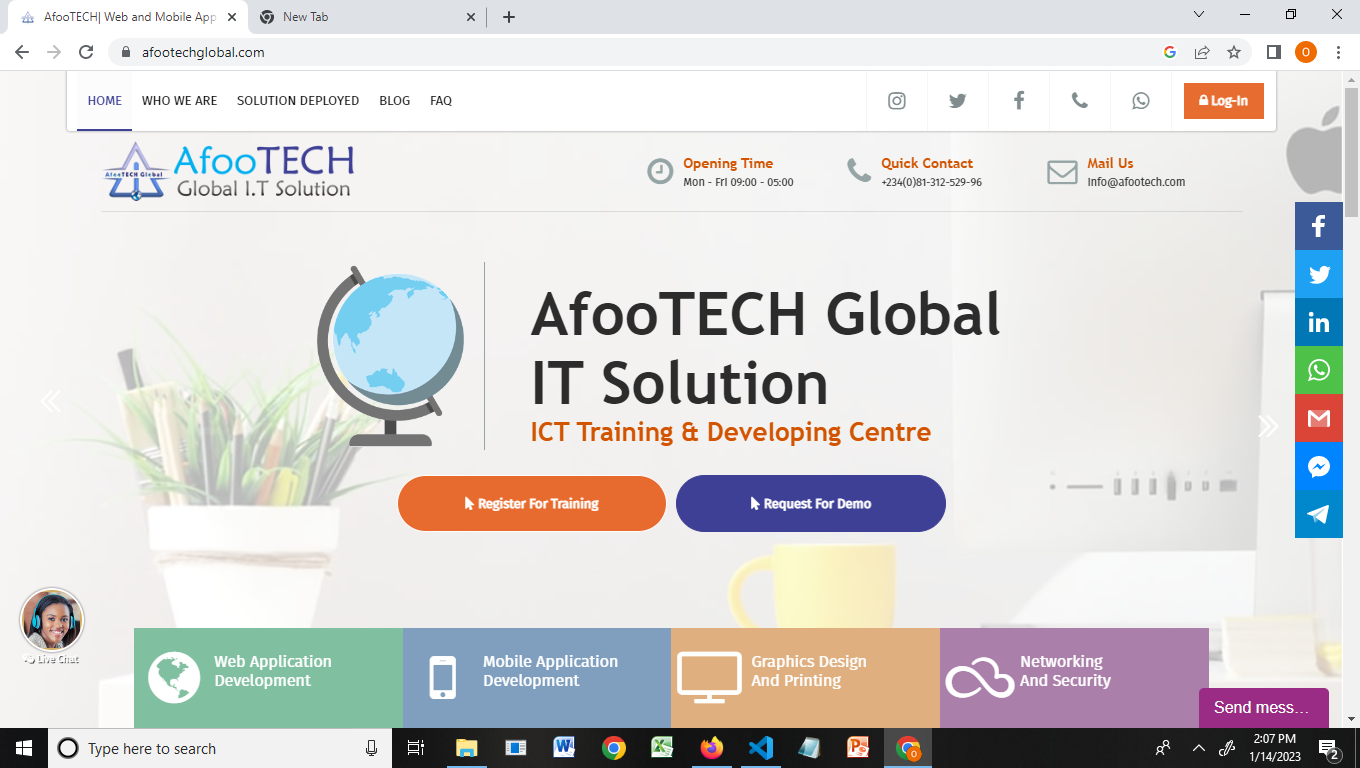 AfooTECH| Web and Mobile App
New Tab
afootechglobal.com
O
HOME WHO WE ARE SOLUTION DEPLOYED BLOG FAQ
Log-In
AfooTECH Global
AfooTECH
Global I.T Solution
Opening Time
Mon - Fri 09:00 - 05:00
Quick Contact
+234(0)81-312-529-96
Mail Us
info@afootech.com
AfooTECH Global
IT Solution
ICT Training & Developing Centre
Register For Training
Request For Demo
Live Chat
Web Application
Development
Mobile Application
Development
Graphics Design
And Printing
Networking
And Security
Send mess...
Type here to search
2:07 PM
1/14/2023
2